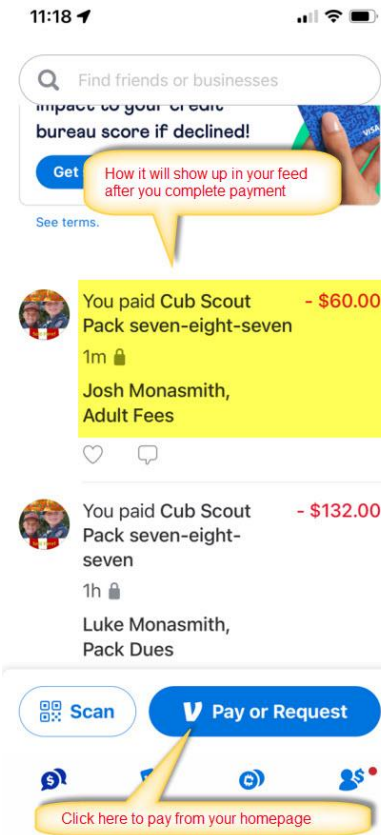 11:18
Find friends or businesses
impact to your credit
bureau score if declined!
VISA
Get
How it will show up in your feed
after you complete payment
See terms.
You paid Cub Scout - $60.00
Pack seven-eight-seven
1m
Josh Monasmith,
Adult Fees
You paid Cub Scout - $132.00
Pack seven-eight-
seven
1h
Luke Monasmith,
Pack Dues
Scan
Pay or Request
Click here to pay from your homepage